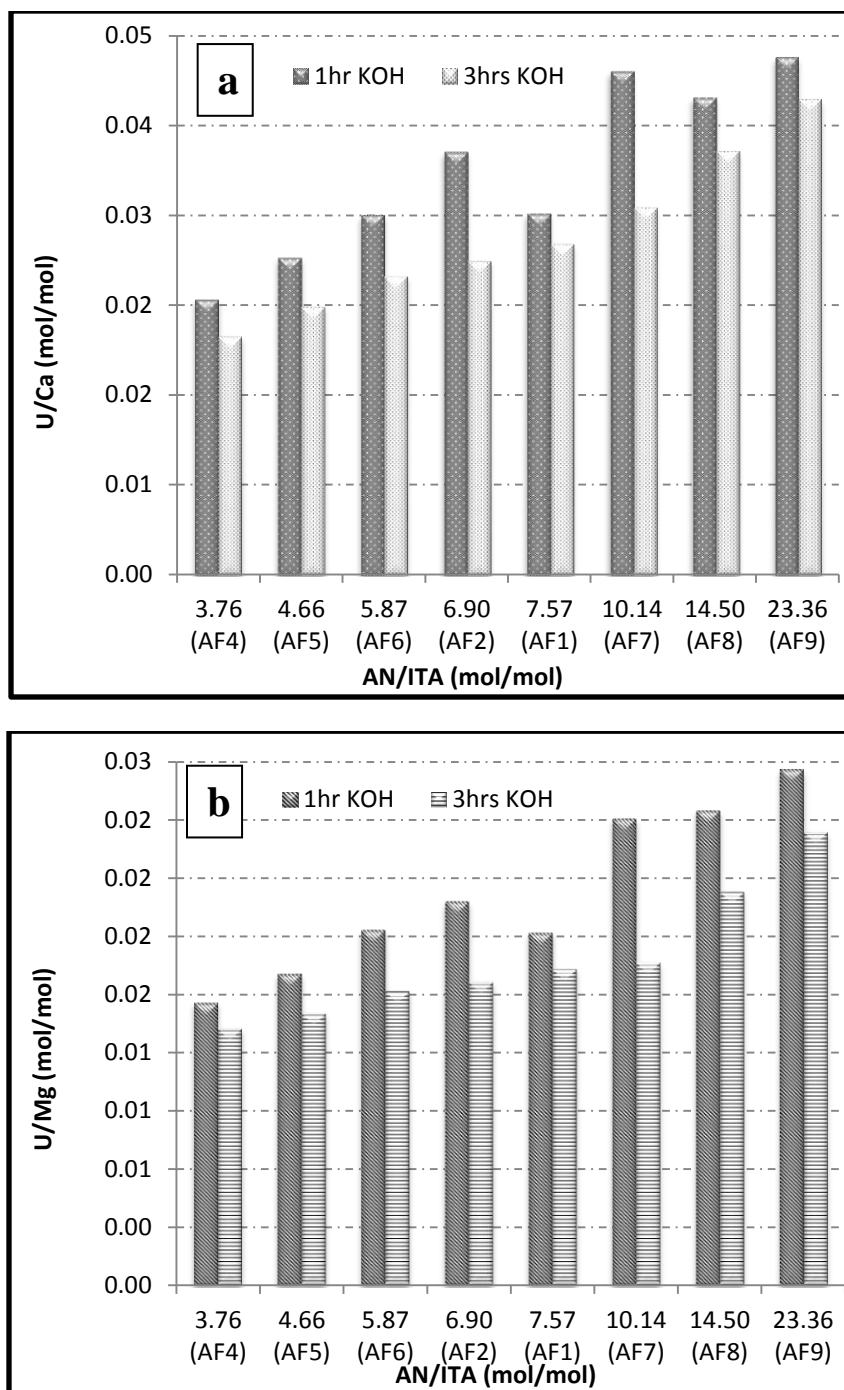 0.05
a
1hr KOH
3hrs KOH
0.04
0.03
0.02
0.02
0.01
0.00
U/Ca (mol/mol)
3.76 4.66 5.87 6.90 7.57 10.14 14.50 23.36
(AF4) (AF5) (AF6) (AF2) (AF1) (AF7) (AF8) (AF9)
AN/ITA (mol/mol)
0.03
b
1hr KOH
3hrs KOH
0.02
0.02
0.02
0.02
0.01
0.01
0.01
0.00
0.00
U/Mg (mol/mol)
3.76 4.66 5.87 6.90 7.57 10.14 14.50 23.36
(AF4) (AF5) (AF6) (AF2) (AF1) (AF7) (AF8) (AF9)
AN/ITA (mol/mol)